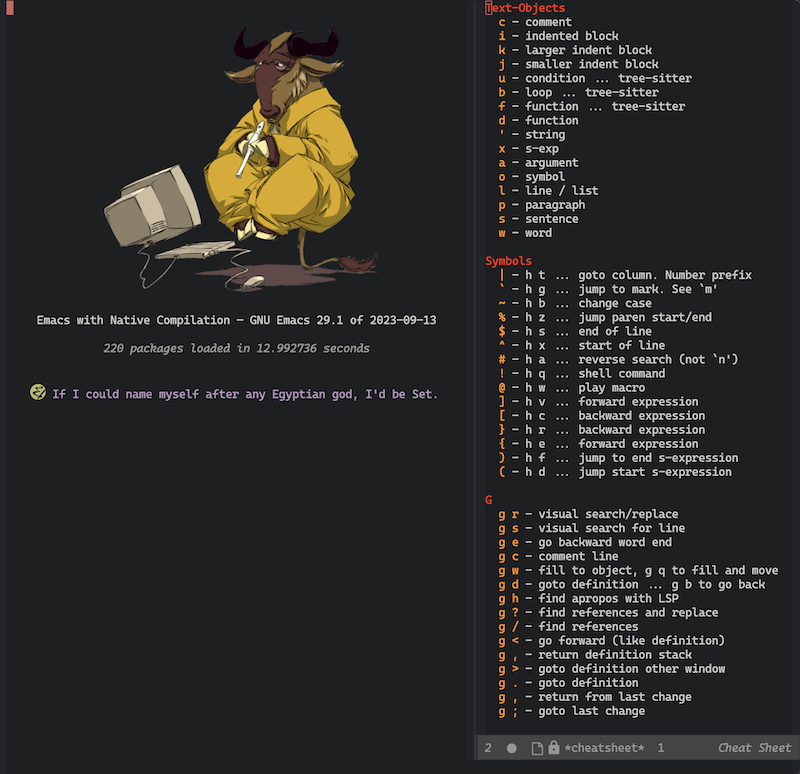 Emacs with Native Compilation — GNU Emacs 29.1 of 2023-09-13
220 packages loaded in 12.992736 seconds
If I could name myself after any Egyptian god, I'd be Set.
Text-Objects
c – comment
i – indented block
k – larger indent block
j – smaller indent block
u – condition ... tree-sitter
b – loop ... tree-sitter
f – function ... tree-sitter
d – function
' – string
x – s-exp
a – argument
o – symbol
l – line / list
p – paragraph
s – sentence
w – word
Symbols
| – h t ... goto column. Number prefix
` – h g ... jump to mark. See `m'
~ – h b ... change case
% – h z ... jump paren start/end
$ – h s ... end of line
^ – h x ... start of line
# – h a ... reverse search (not `n')
! – h q ... shell command
@ – h w ... play macro
] – h v ... forward expression
[ – h c ... backward expression
} – h r ... backward expression
{ – h e ... forward expression
) – h f ... jump to end s-expression
( – h d ... jump start s-expression
G
g r – visual search/replace
g s – visual search for line
g e – go backward word end
g c – comment line
g w – fill to object, g q to fill and move
g d – goto definition ... g b to go back
g h – find apropos with LSP
g ? – find references and replace
g / – find references
g < – go forward (like definition)
g , – return definition stack
g > – goto definition other window
g . – goto definition
g , – return from last change
g ; – goto last change
2 *cheatsheet* 1 Cheat Sheet